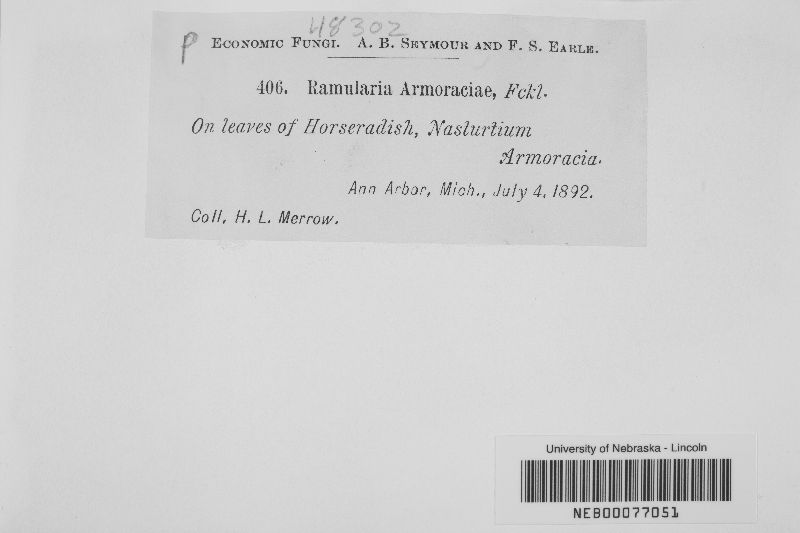 48302
P Economic Fungi. A. B. Seymour and F. S. Earle.
406. Ramularia Armoraciae, Fckl.
On leaves of Horseradish, Nasturtium
Armoracia.
Ann Arbor, Mich., July 4, 1892.
Coll. H. L. Merrow.
University of Nebraska - Lincoln
NEB00077051